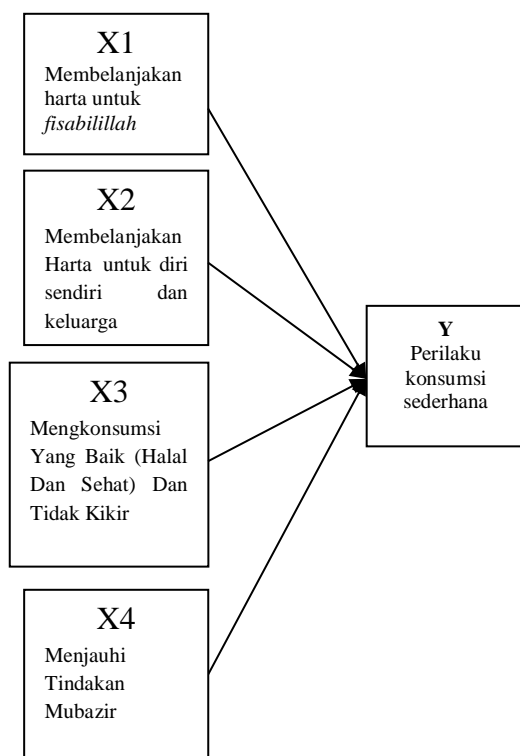 X1
Membelanjakan
harta untuk
fisabilillah
X2
Membelanjakan
Harta untuk diri
sendiri dan
keluarga
X3
Mengkonsumsi
Yang Baik (Halal
Dan Sehat) Dan
Tidak Kikir
X4
Menjauhi
Tindakan
Mubazir
Y
Perilaku
konsumsi
sederhana